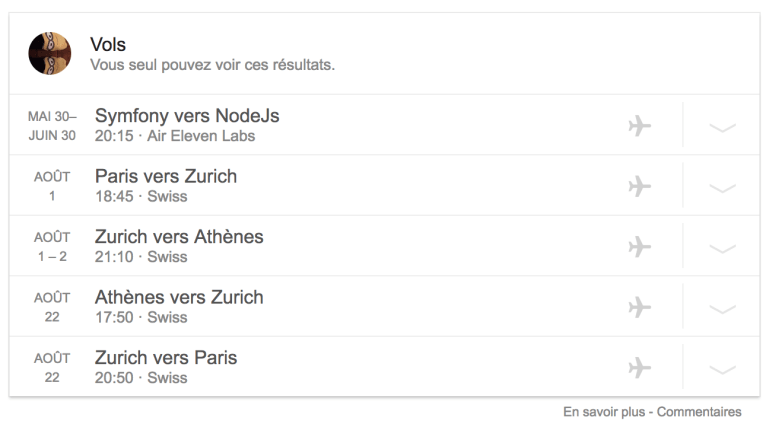 Vols
Vous seul pouvez voir ces résultats.
MAI 30–
JUIN 30
Symfony vers NodeJs
20:15 · Air Eleven Labs
AOÛT
1
Paris vers Zurich
18:45 · Swiss
AOÛT
1 – 2
Zurich vers Athènes
21:10 · Swiss
AOÛT
22
Athènes vers Zurich
17:50 · Swiss
AOÛT
22
Zurich vers Paris
20:50 · Swiss
En savoir plus - Commentaires